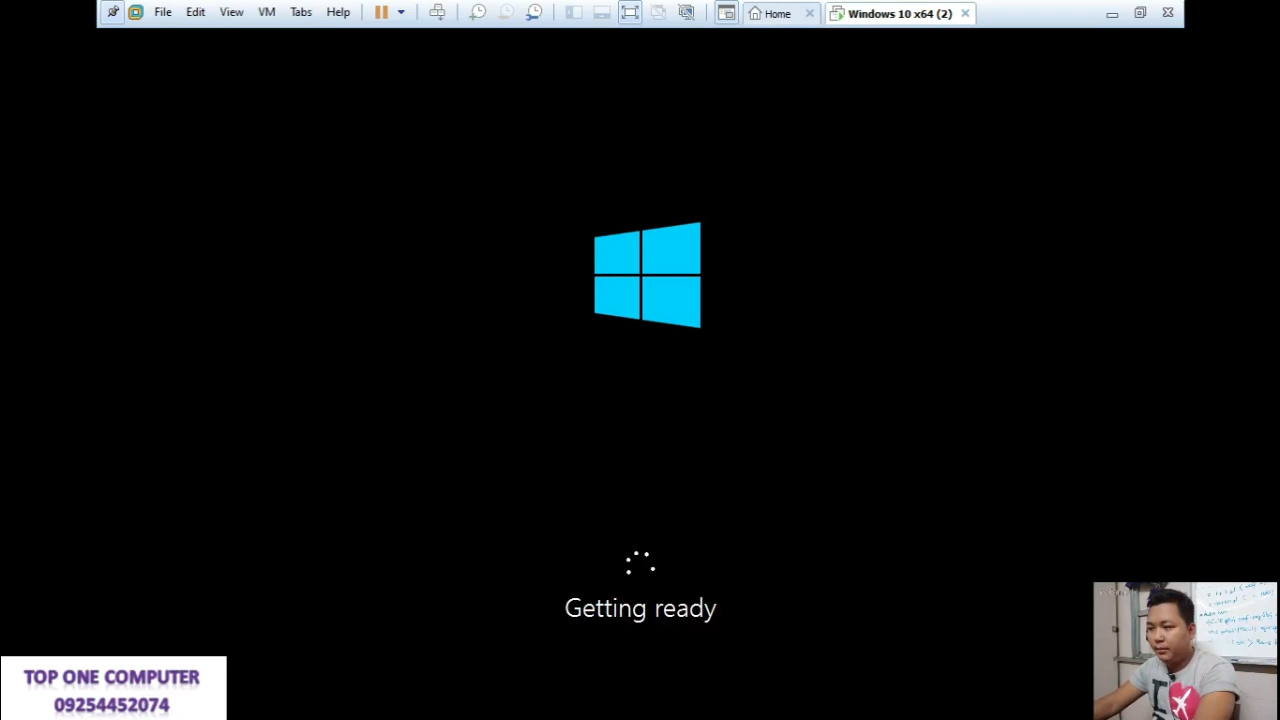 File Edit View VM Tabs Help
Home
Windows 10 x64 (2)
Getting ready
TOP ONE COMPUTER
09254452074